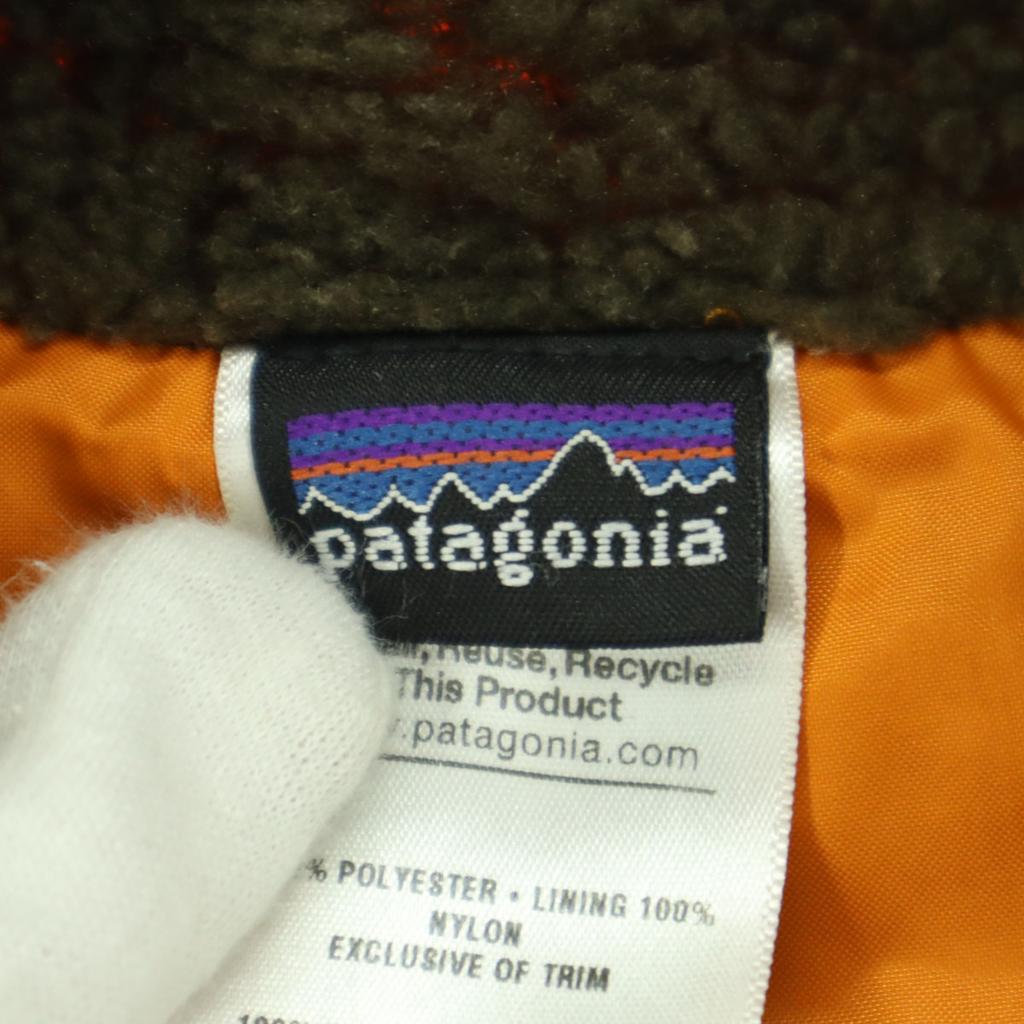 patagonia
Reuse, Recycle
This Product
.patagonia.com
% POLYESTER • LINING 100%
NYLON
EXCLUSIVE OF TRIM